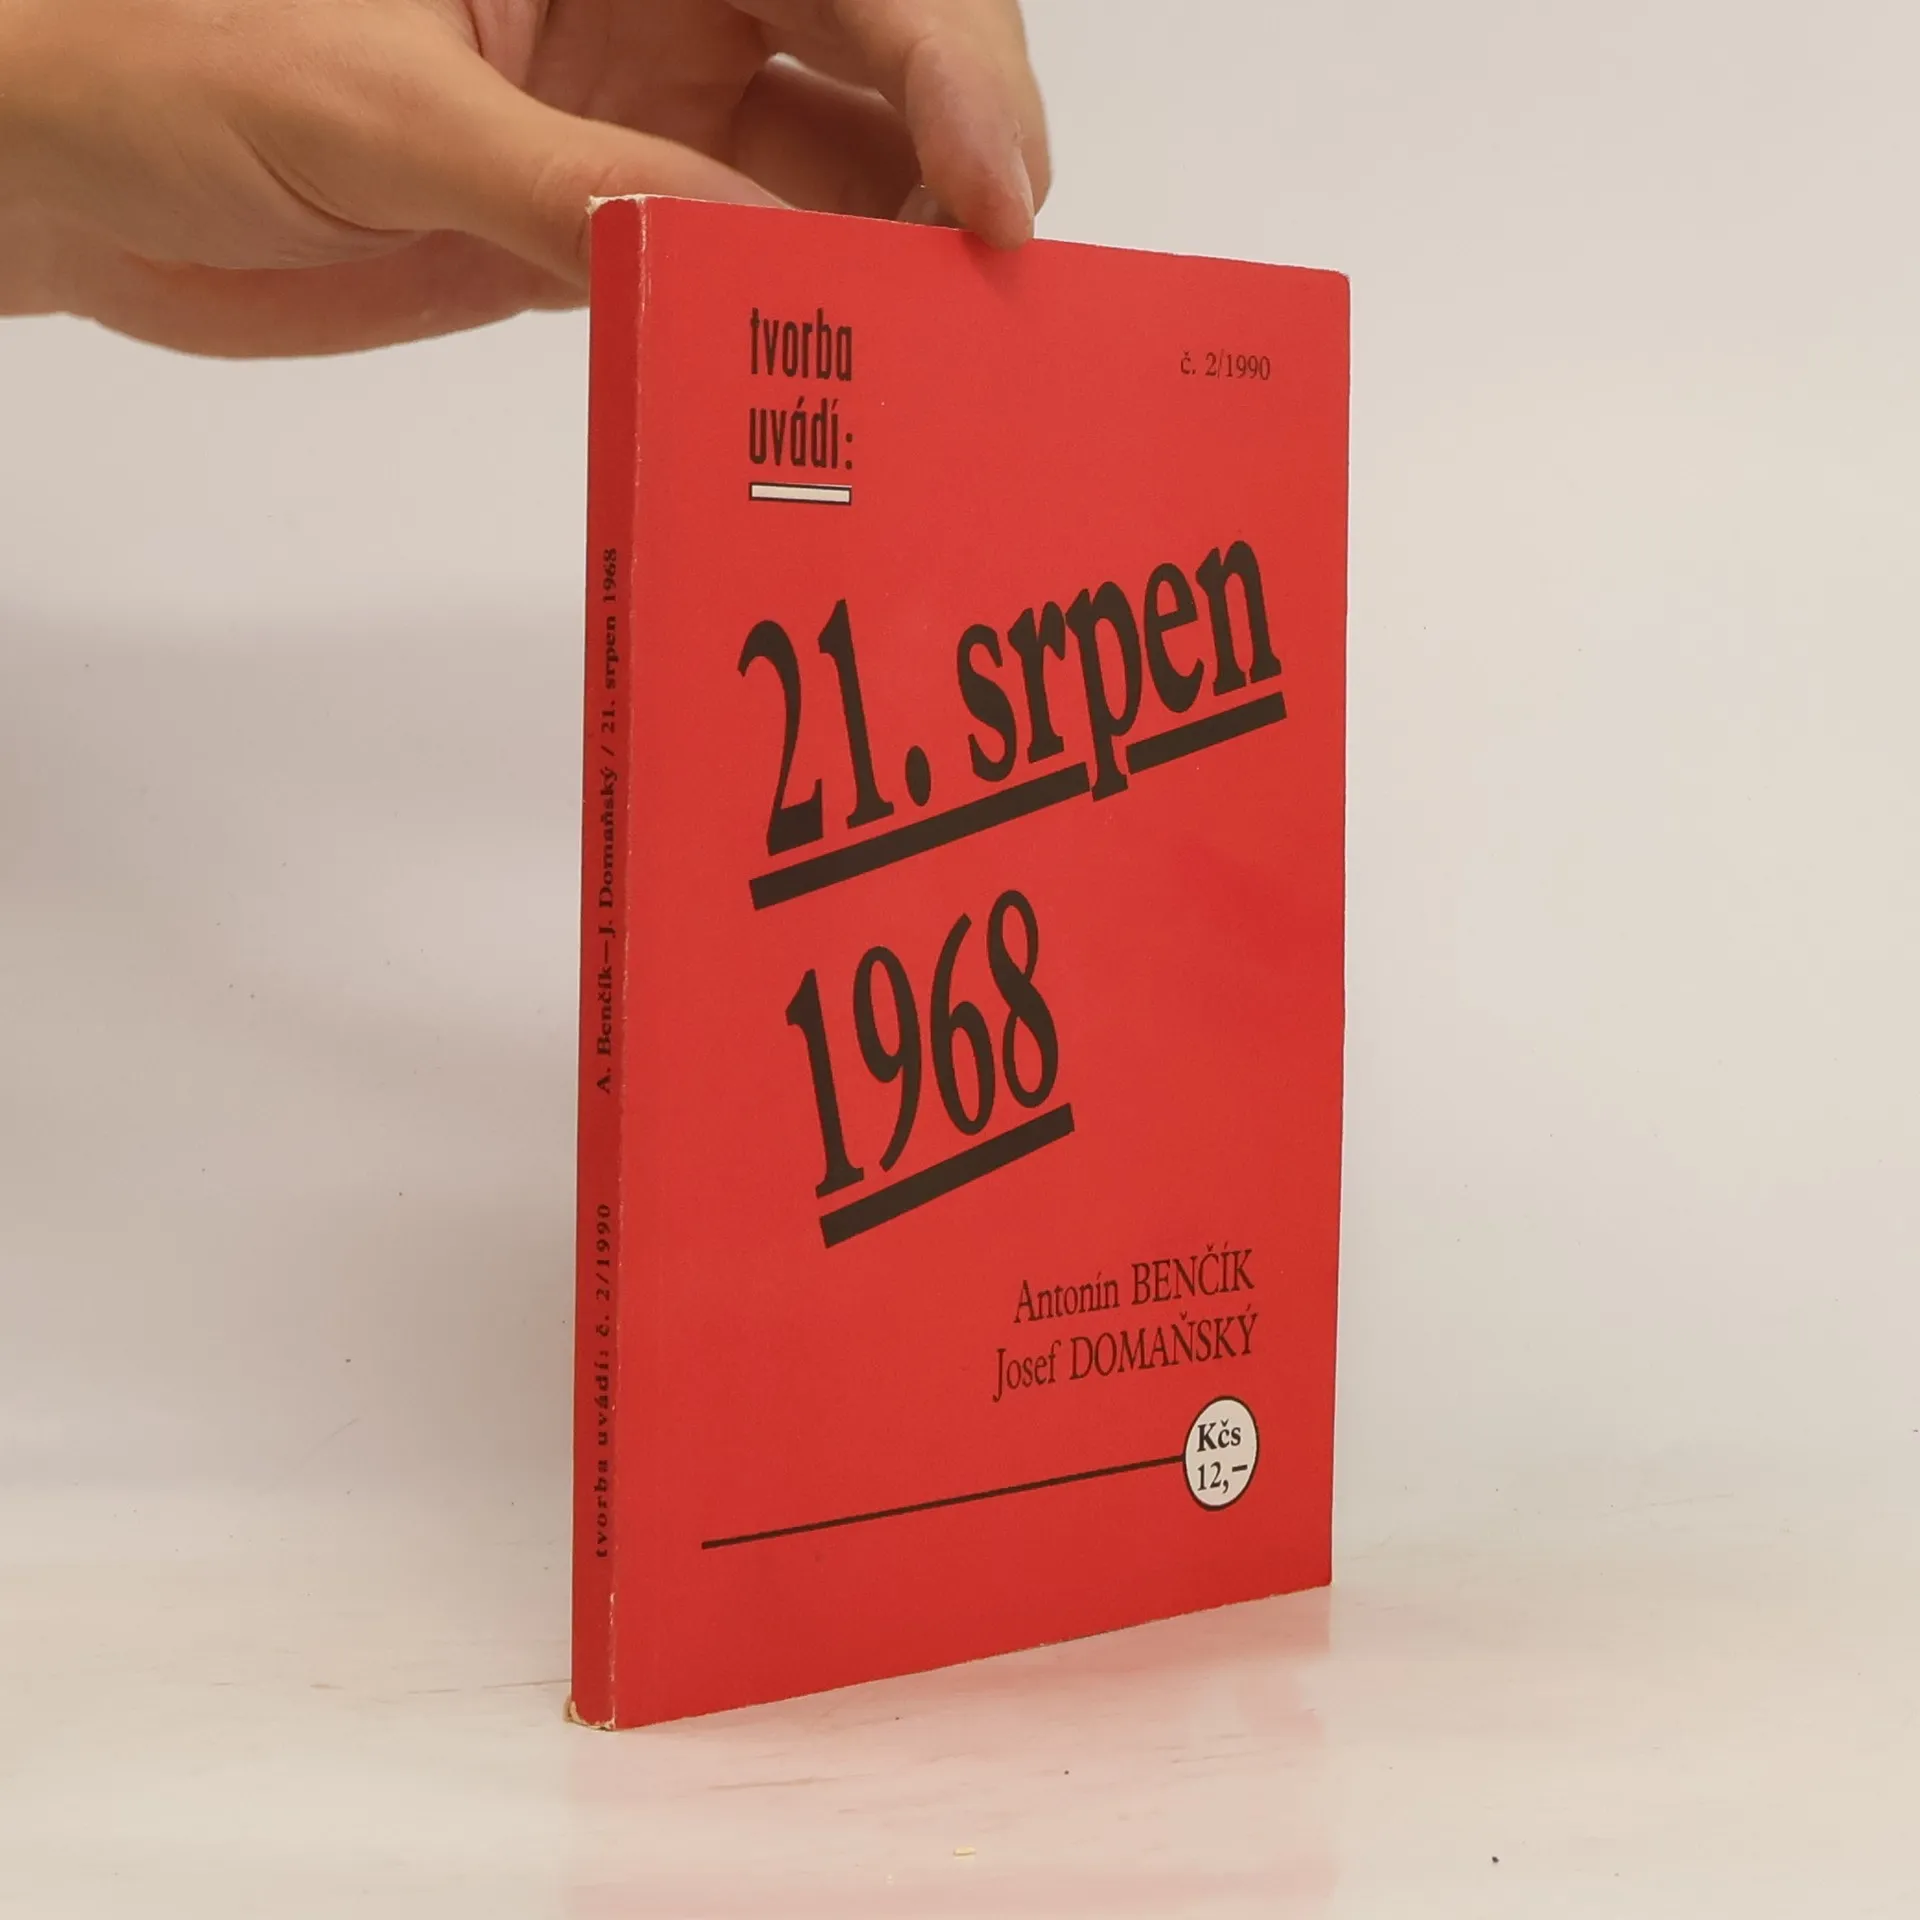 tvorba
uvádí:
č. 2/1990
21. srpen
1968
Antonín BENČÍK
Josef DOMAŇSKÝ
Kčs
12,–
tvorba uvádí: č. 2/1990 A. Benčík—J. Domaňský / 21. srpen 1968